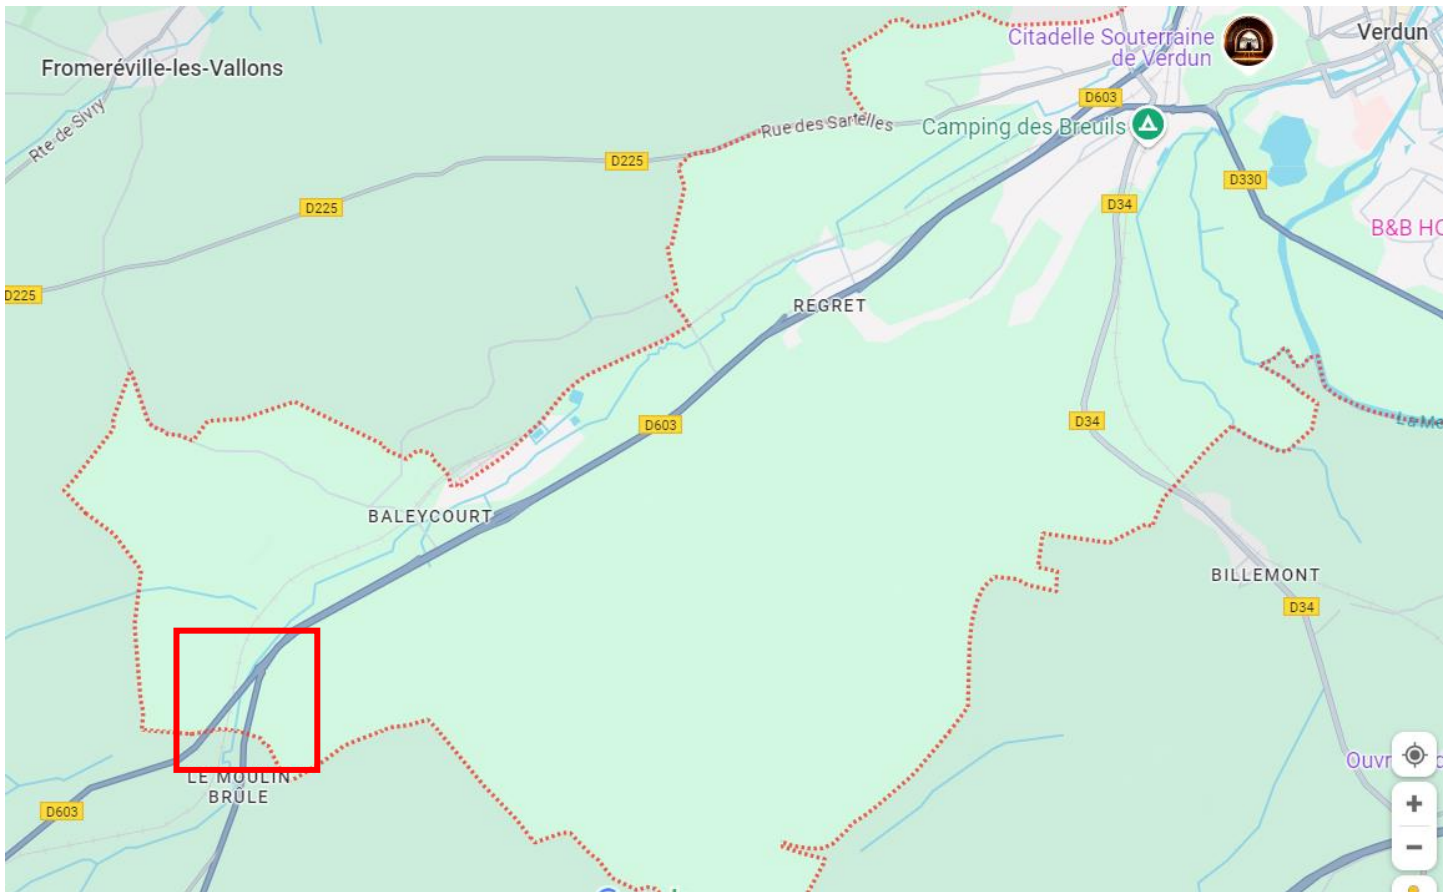 Citadelle Souterraine
de Verdun
Verdun
Fromeréville-les-Vallons
D603
Rte de Sivry
Rue des Sartelles
Camping des Breuils
D225
D330
D225
D34
B&B HO
D225
REGRET
D603
D34
BALEYCOURT
BILLEMONT
D34
LE MOULIN
BRÛLE
D603